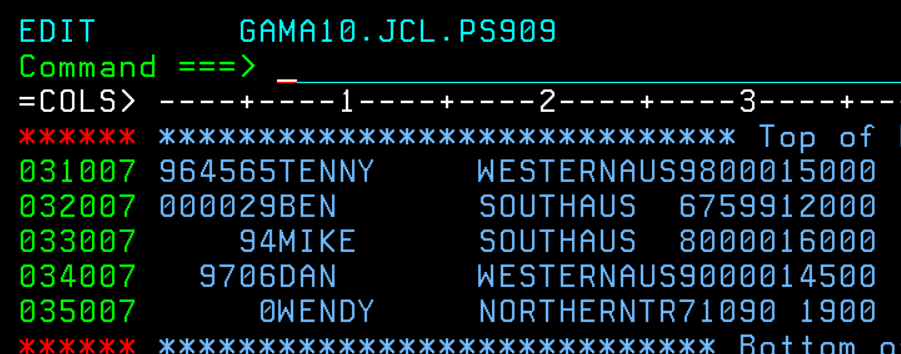 EDIT       GAMA10.JCL.PS909
Command ===> _
=COLS> ----+----1----+----2----+----3----+--
****** ***************************** Top of
031007 964565TENNY     WESTERNAUS9800015000
032007 000029BEN       SOUTHAUS  6759912000
033007     94MIKE      SOUTHAUS  8000016000
034007   9706DAN       WESTERNAUS9000014500
035007      0WENDY     NORTHERNTR71090 1900
****** **************************** Bottom o